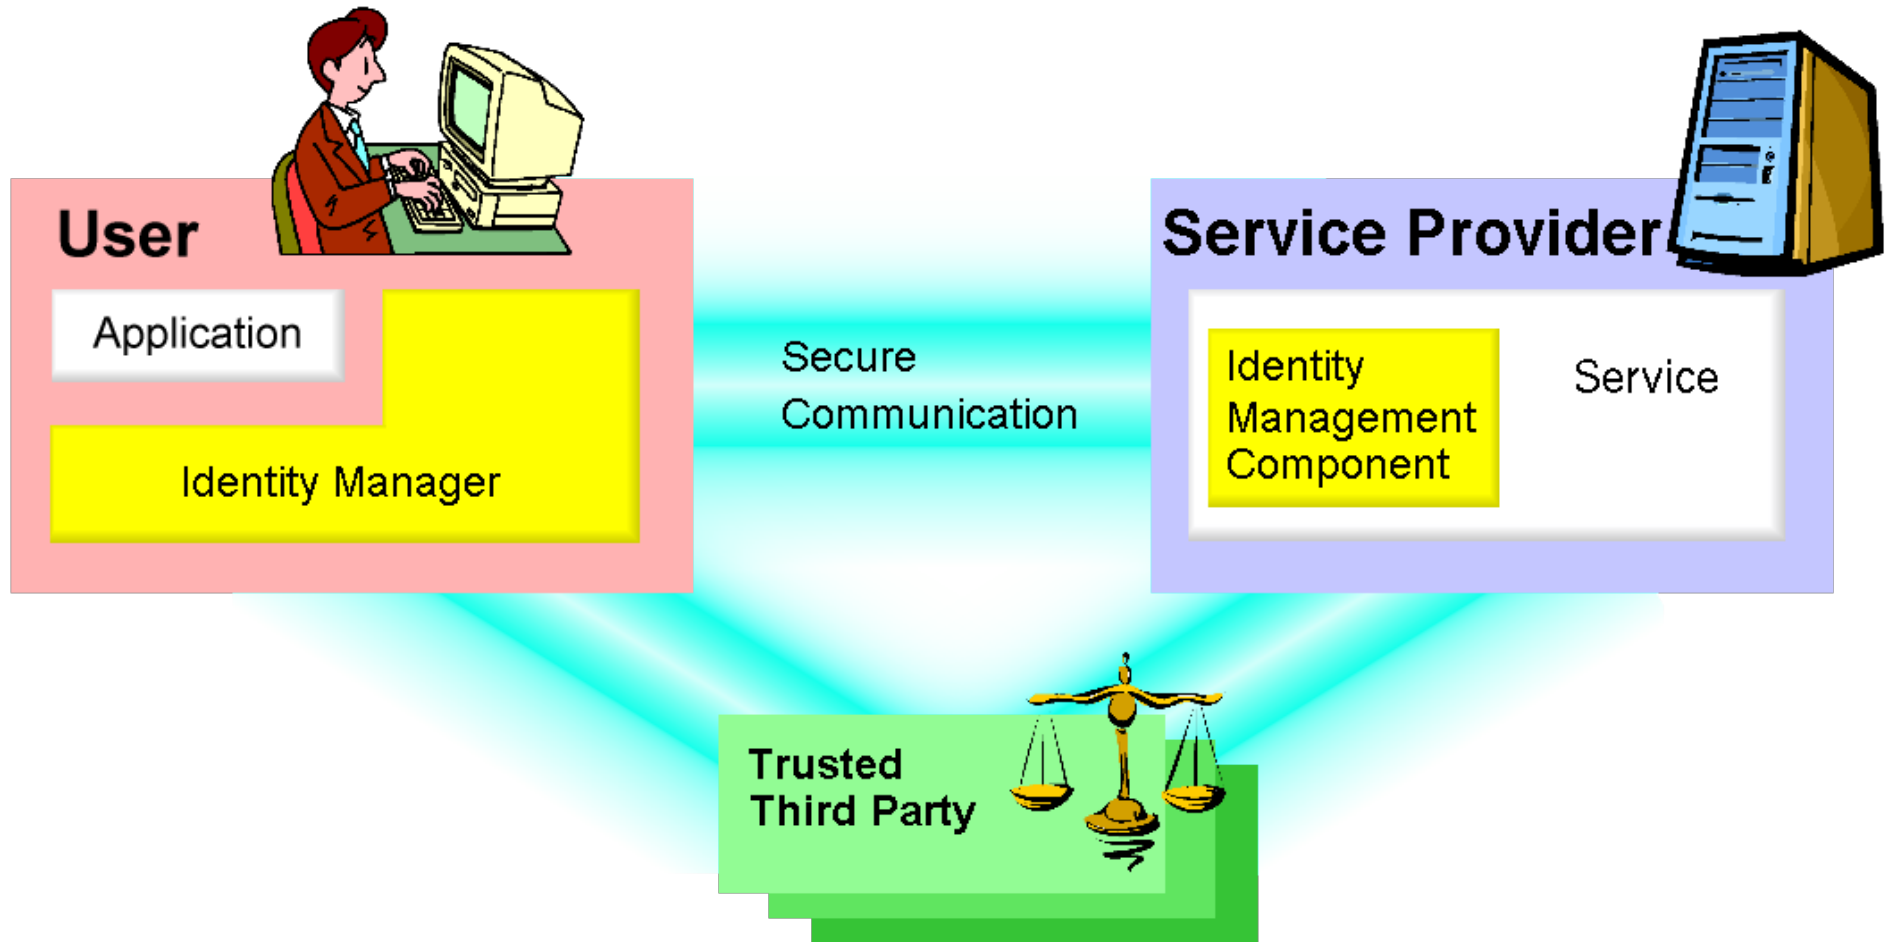 User
Application
Identity Manager
Secure
Communication
Service Provider
Identity
Management
Component
Service
Trusted
Third Party